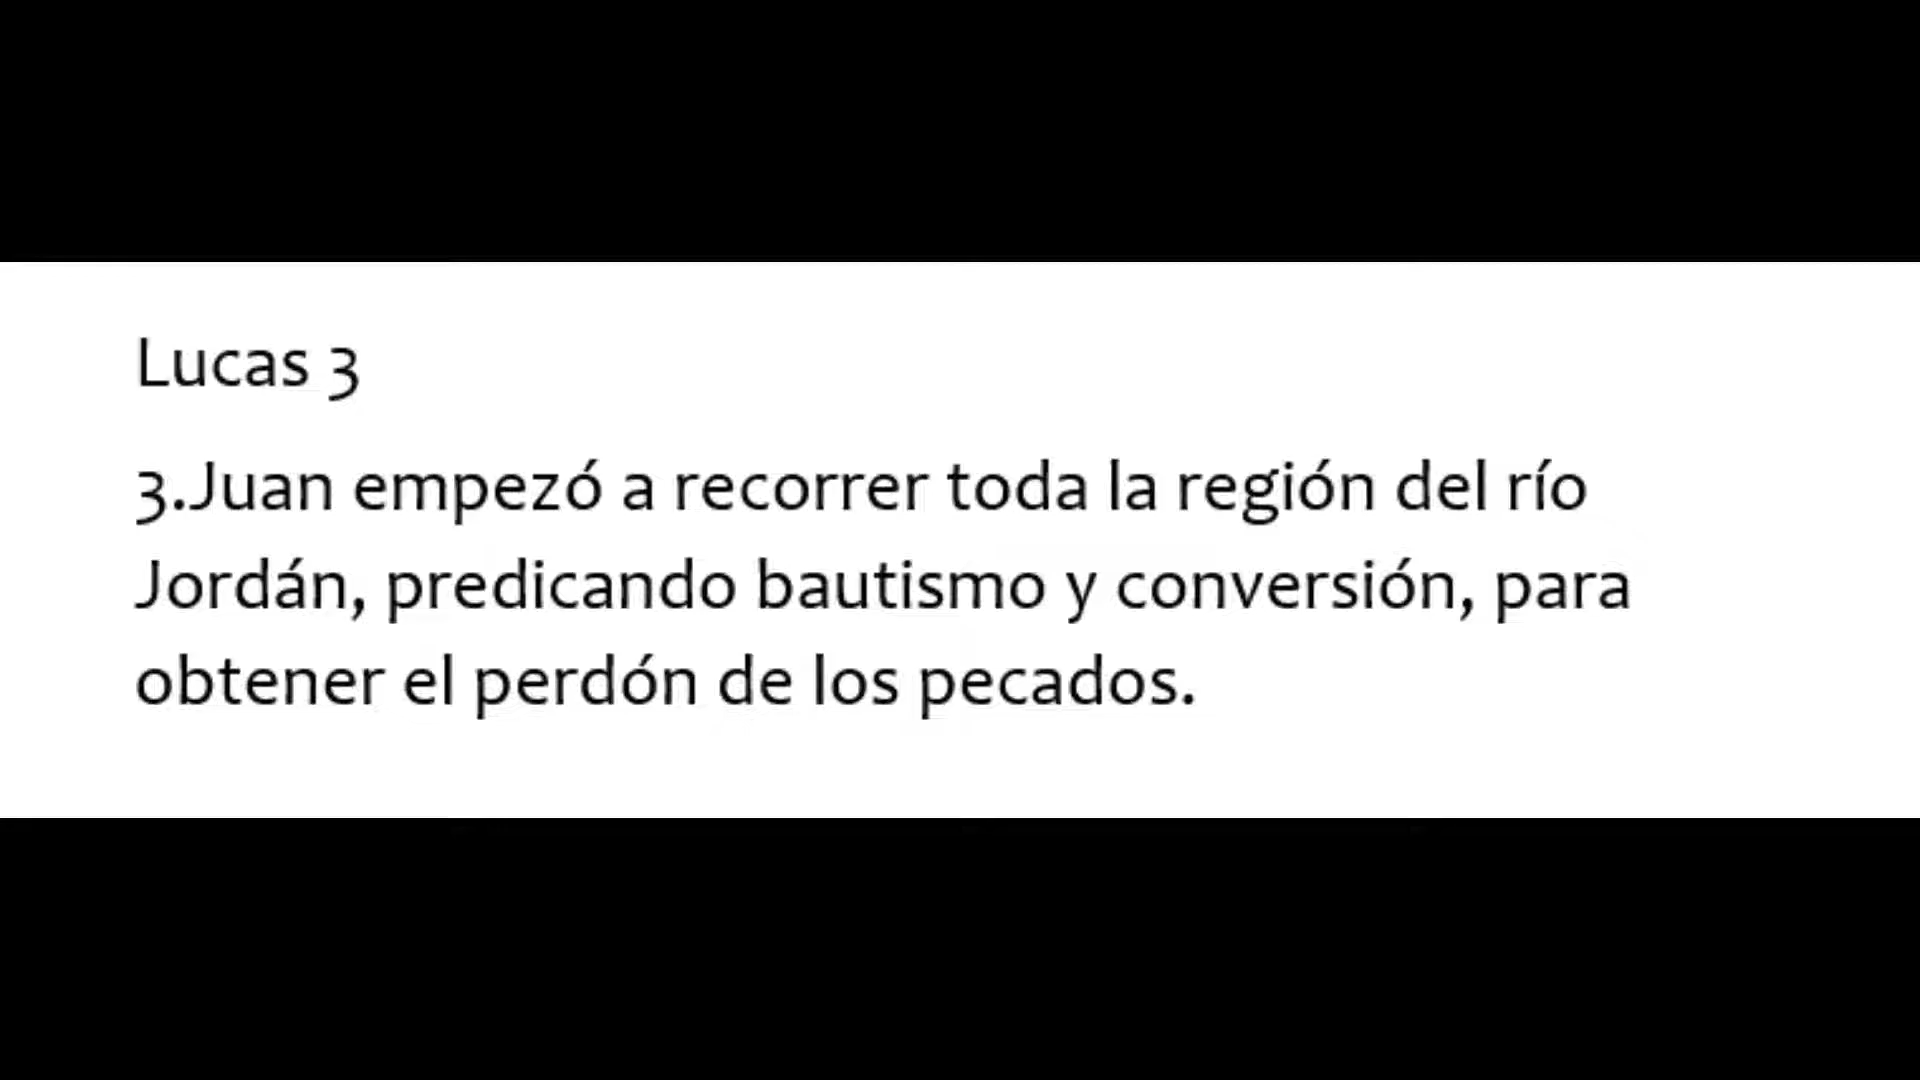 Lucas 3
3.Juan empezó a recorrer toda la región del río
Jordán, predicando bautismo y conversión, para
obtener el perdón de los pecados.